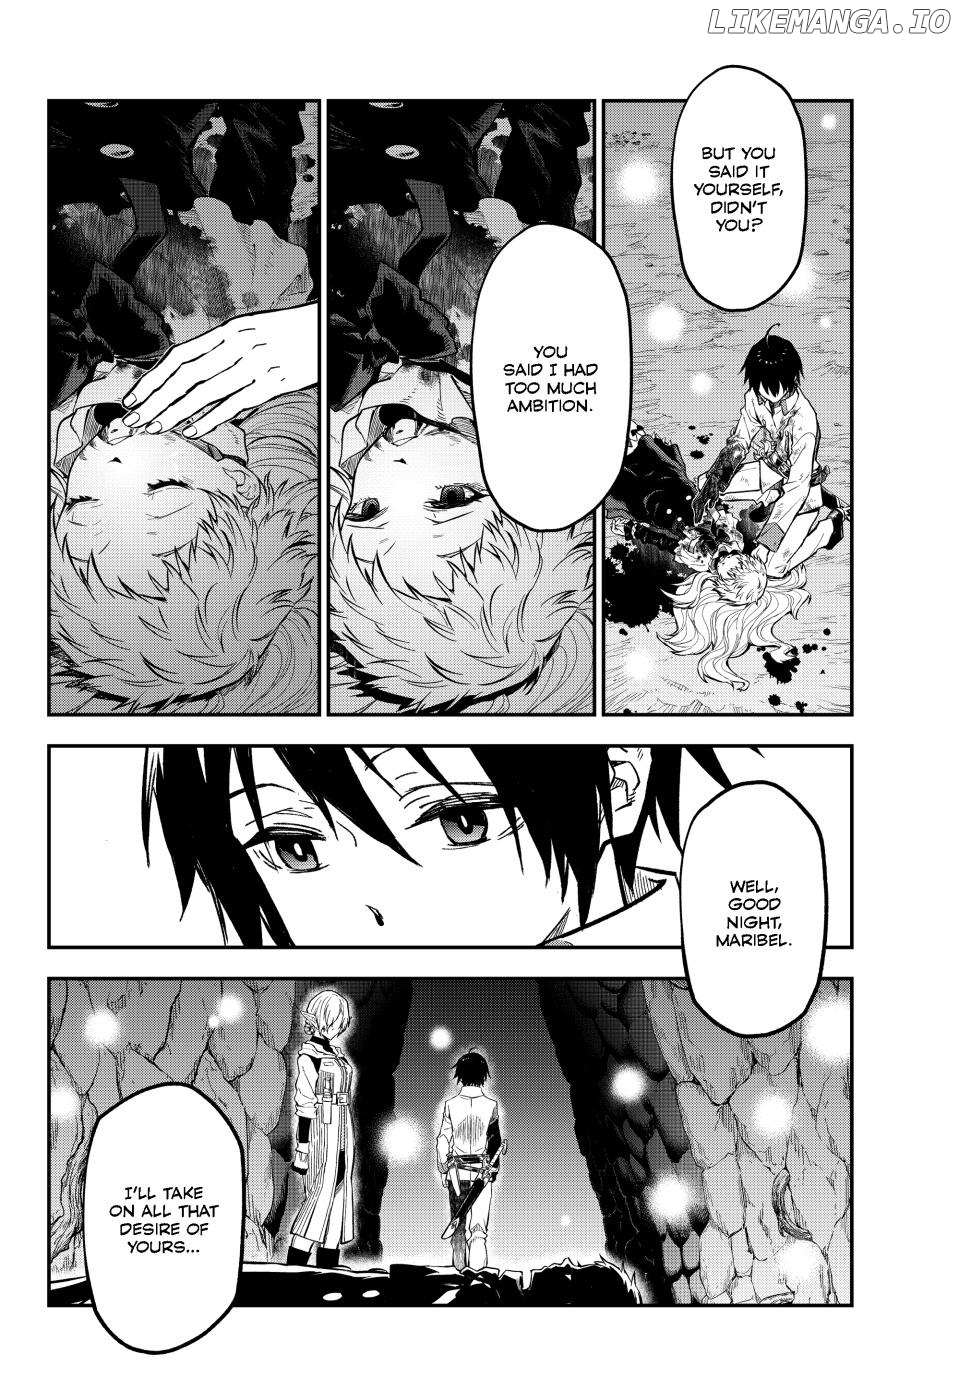 LIKEMANGA.IO
BUT YOU
SAID IT
YOURSELF,
DIDN'T
YOU?
YOU
SAID I HAD
TOO MUCH
AMBITION.
WELL,
GOOD
NIGHT,
MARIBEL.
I'LL TAKE
ON ALL THAT
DESIRE OF
YOURS...